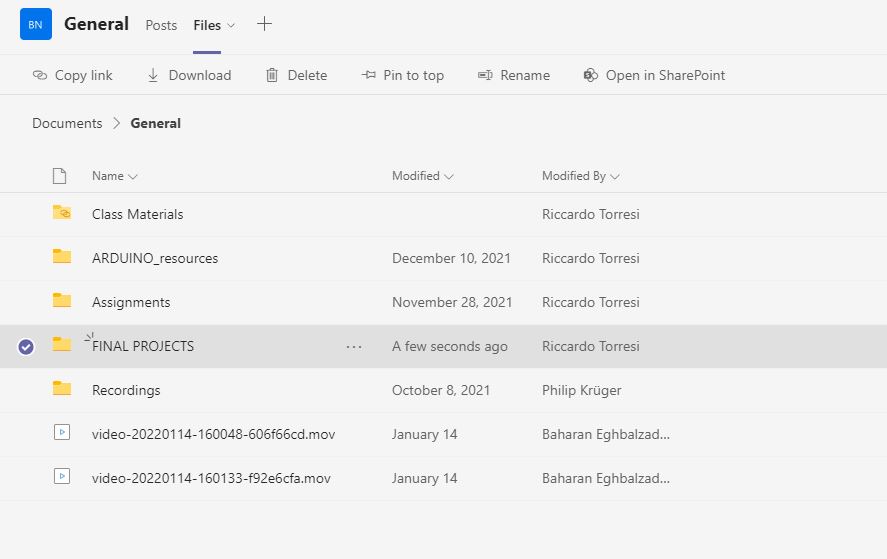 BN General Posts Files
Copy link Download Delete Pin to top Rename Open in SharePoint
Documents > General
Name Modified Modified By
Class Materials Riccardo Torresi
ARDUINO_resources December 10, 2021 Riccardo Torresi
Assignments November 28, 2021 Riccardo Torresi
FINAL PROJECTS ... A few seconds ago Riccardo Torresi
Recordings October 8, 2021 Philip Krüger
video-20220114-160048-606f66cd.mov January 14 Baharan Eghbalzad...
video-20220114-160133-f92e6cfa.mov January 14 Baharan Eghbalzad...